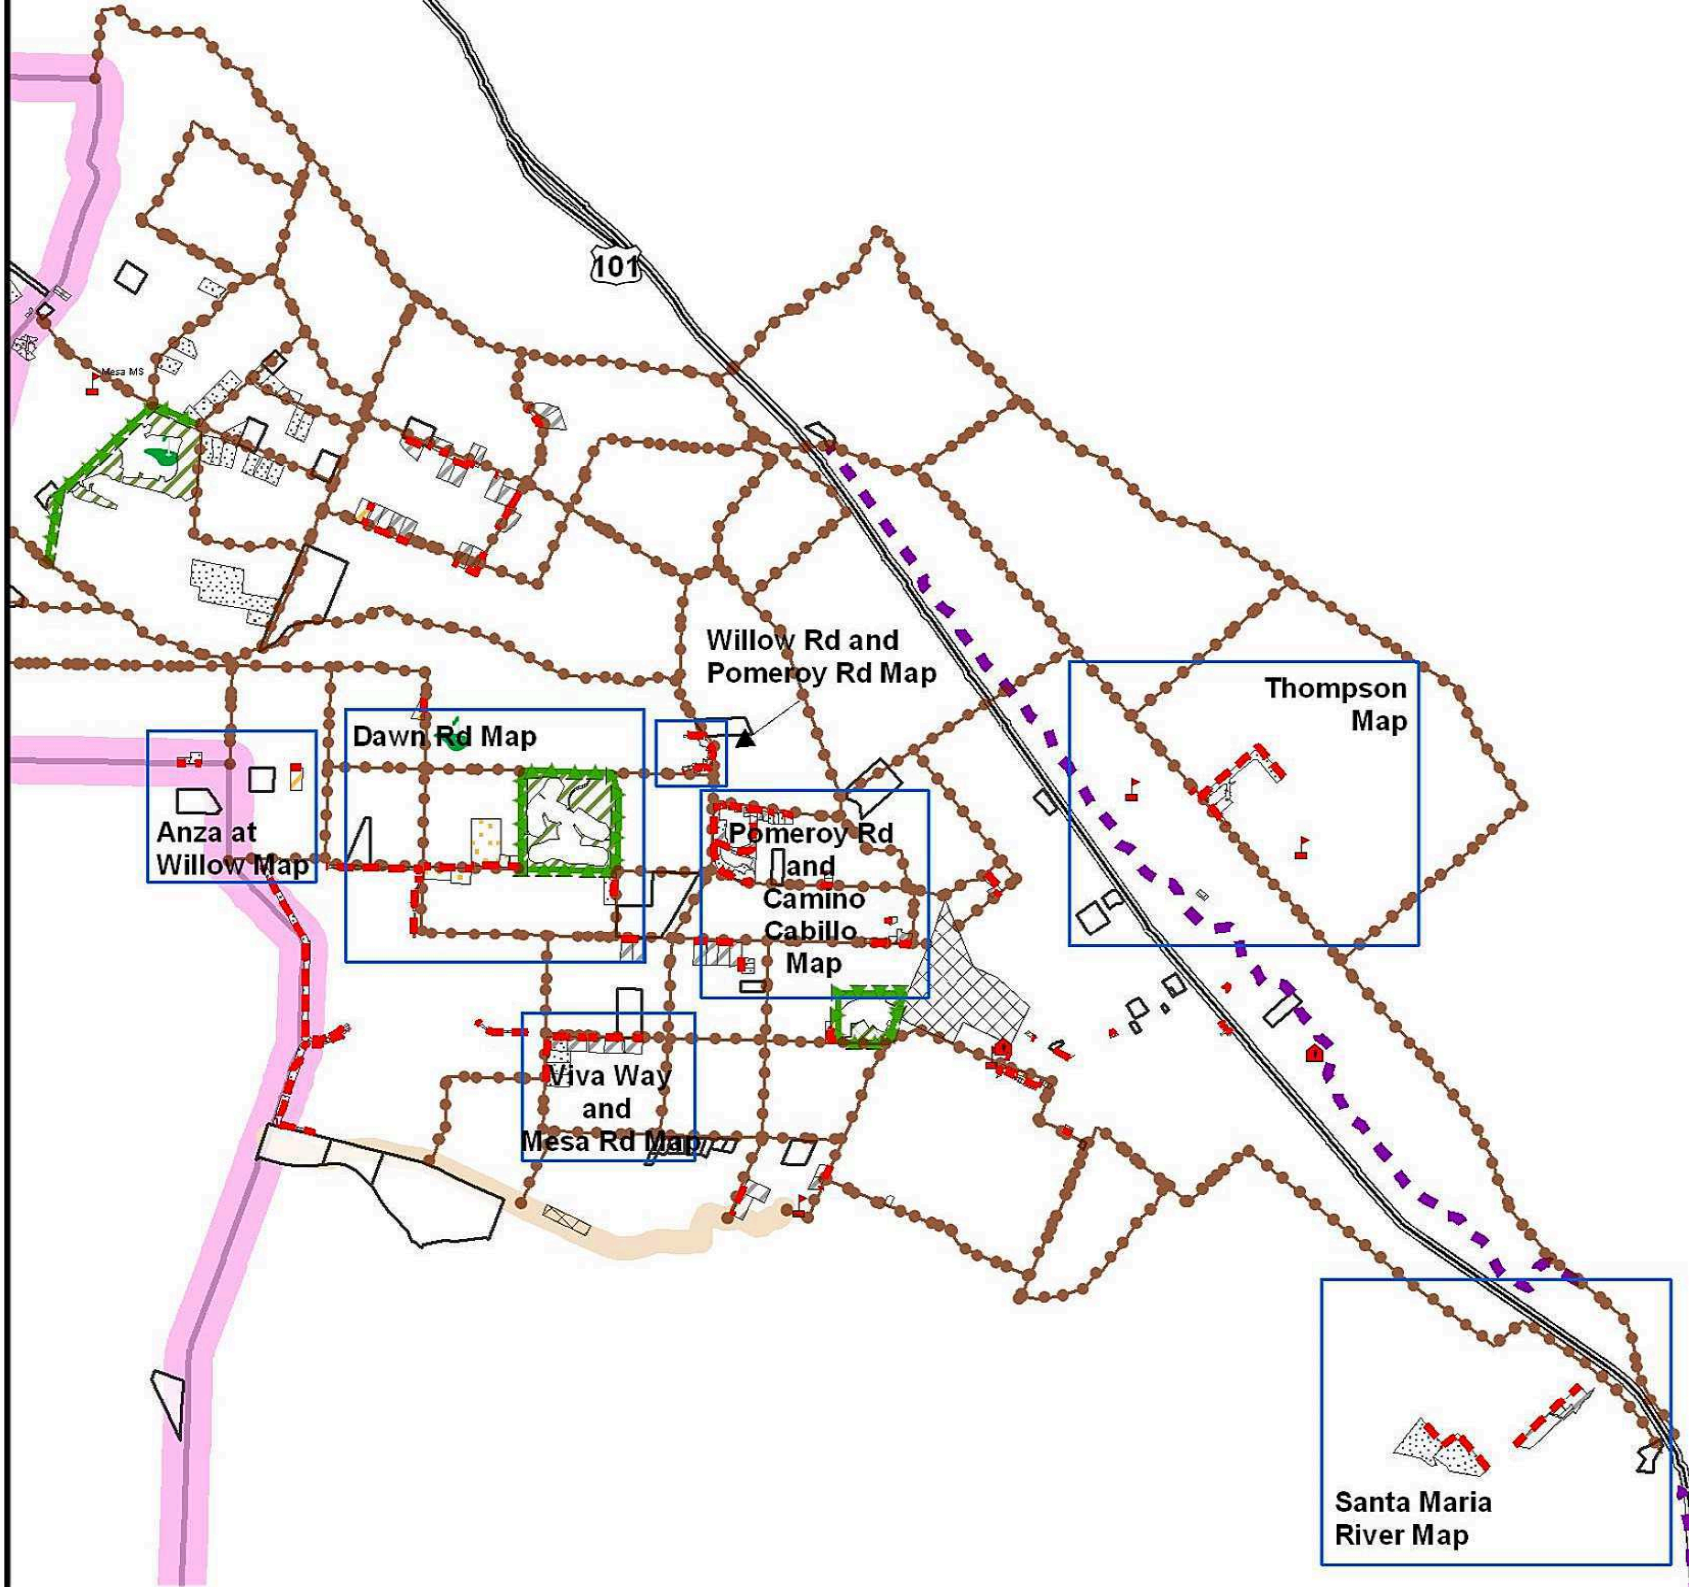 101
Mesa MS
Willow Rd and
Pomeroy Rd Map
Thompson
Map
Dawn Rd Map
Anza at
Willow Map
Pomeroy Rd
and
Camino
Cabillo
Map
Viva Way
and
Mesa Rd Map
Santa Maria
River Map